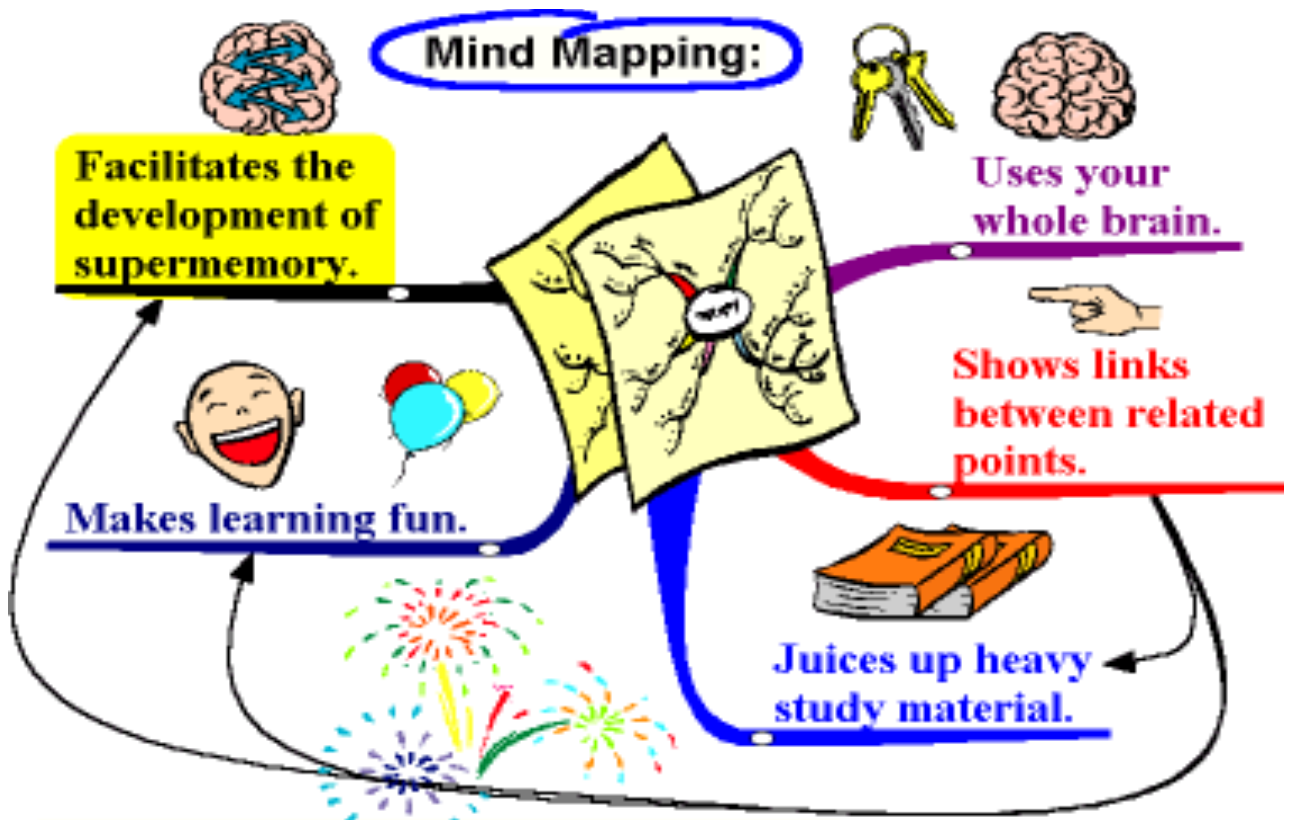 Mind Mapping:
Facilitates the
development of
supermemory.
Uses your
whole brain.
Shows links
between related
points.
Makes learning fun.
Juices up heavy
study material.